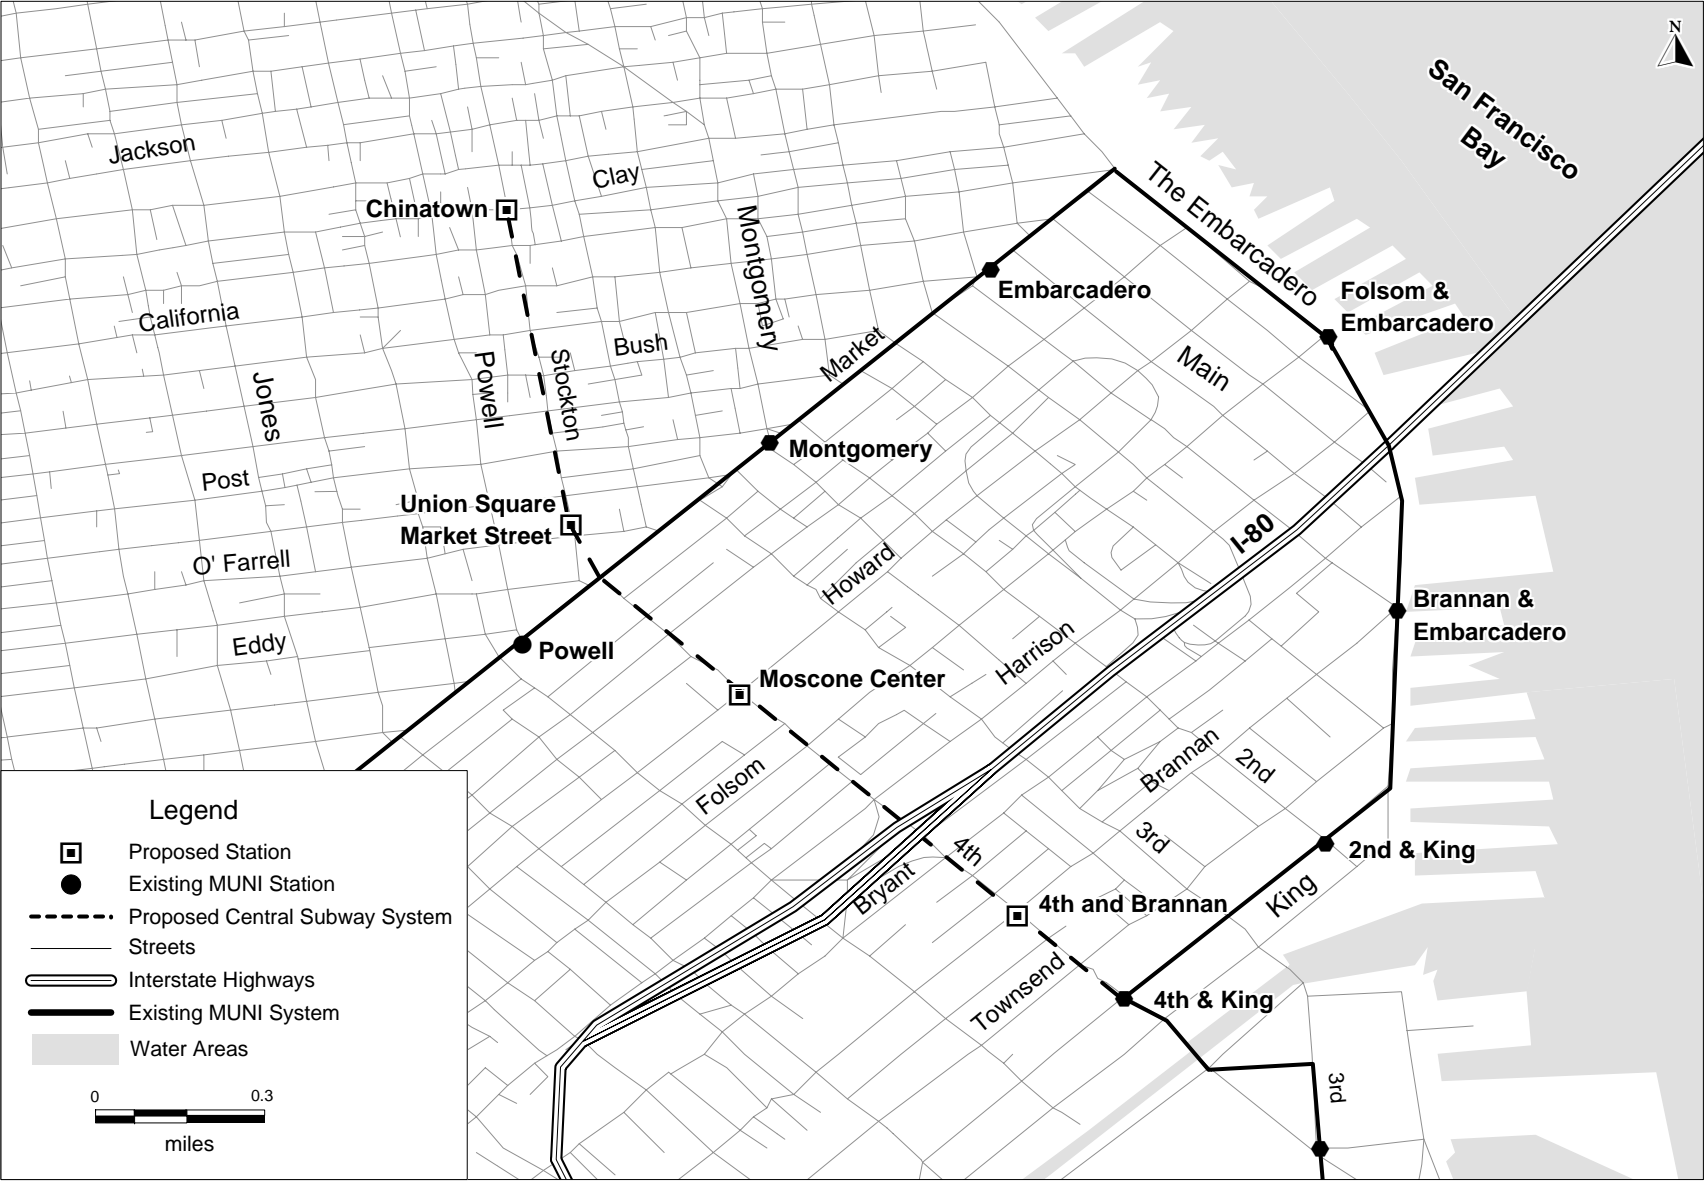 N
San Francisco
Bay
Jackson
Clay
The Embarcadero
Chinatown
Montgomery
Embarcadero
Folsom &
Embarcadero
California
Bush
Market
Main
Powell
Stockton
Jones
Montgomery
Post
Union Square
Market Street
I-80
O' Farrell
Howard
Brannan &
Embarcadero
Eddy
Powell
Harrison
Moscone Center
Folsom
Brannan
2nd
3rd
4th
2nd & King
Bryant
King
4th and Brannan
Townsend
4th & King
3rd
Legend
Proposed Station
Existing MUNI Station
Proposed Central Subway System
Streets
Interstate Highways
Existing MUNI System
Water Areas
0 0.3
miles